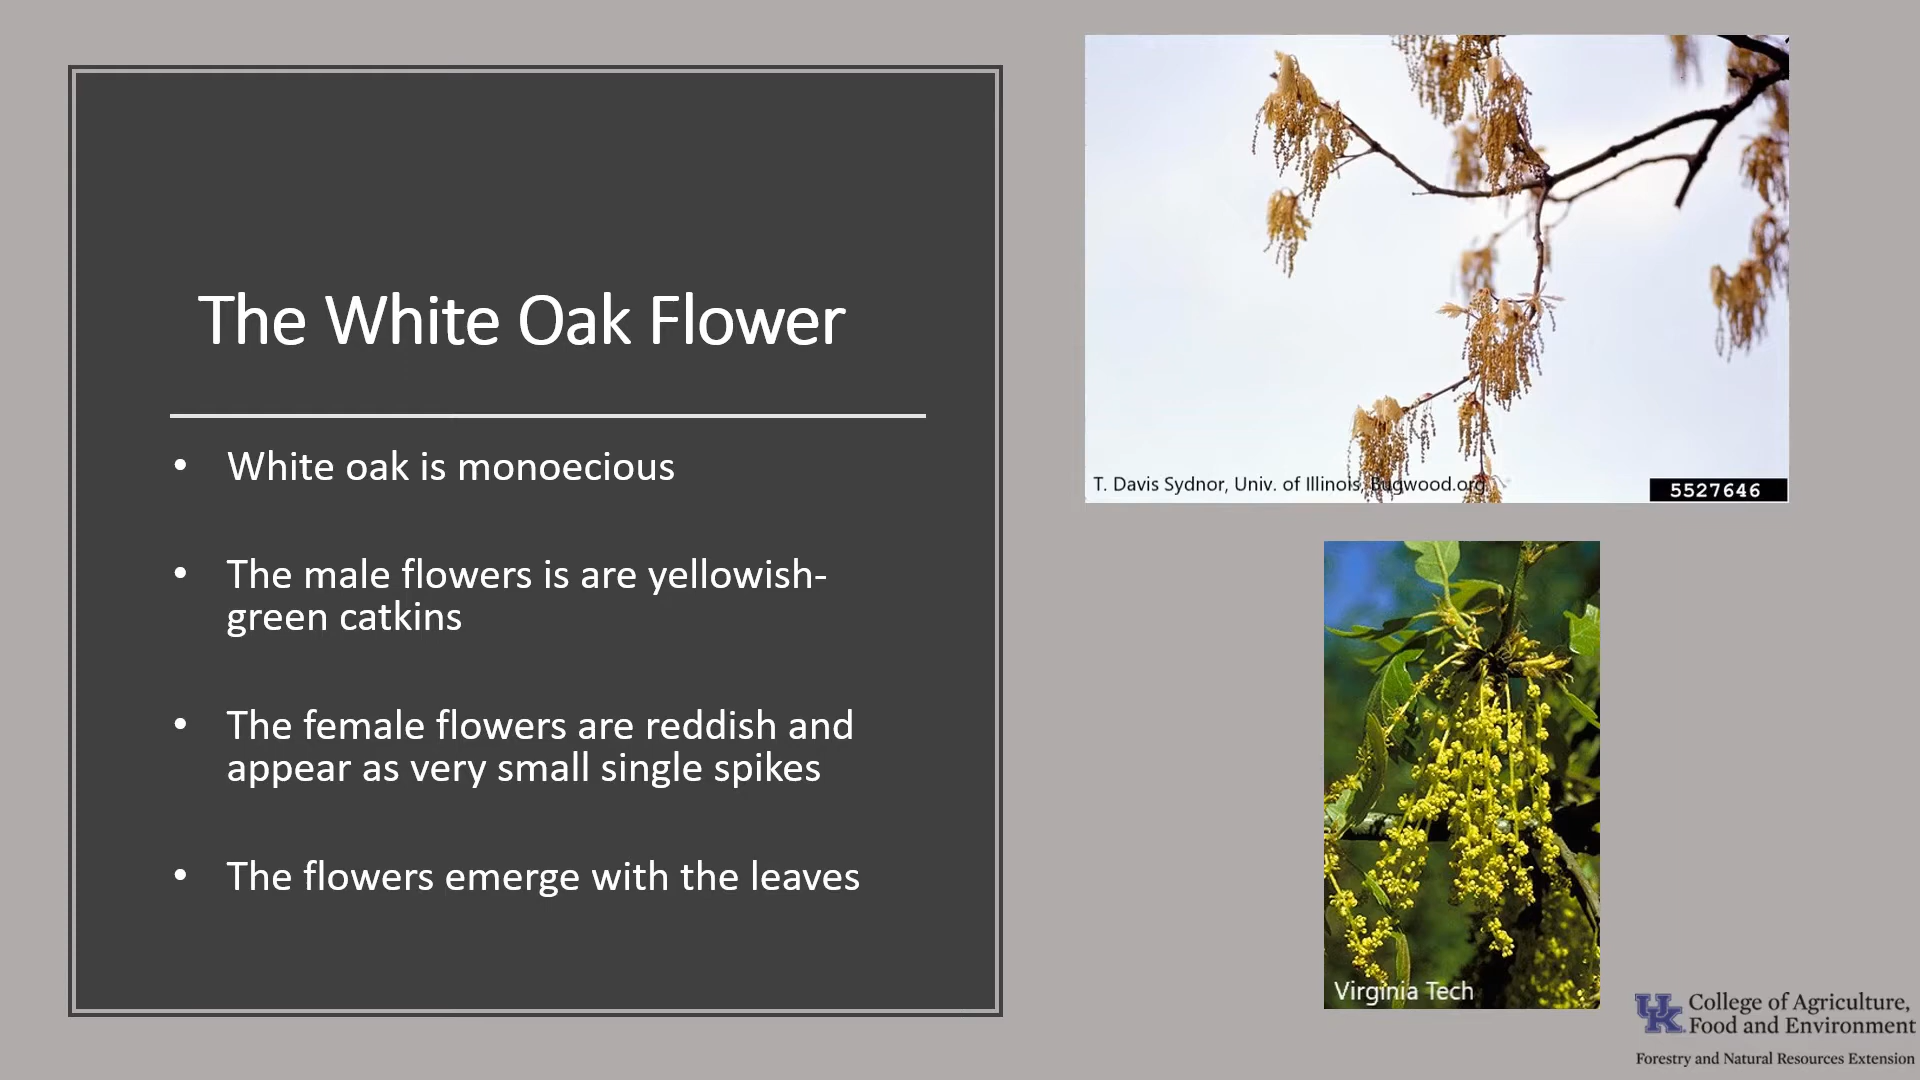 The White Oak Flower
• White oak is monoecious
• The male flowers is are yellowish-
green catkins
• The female flowers are reddish and
appear as very small single spikes
• The flowers emerge with the leaves
T. Davis Sydnor, Univ. of Illinois, Bugwood.org
5527646
Virginia Tech
UK College of Agriculture,
Food and Environment
Forestry and Natural Resources Extension